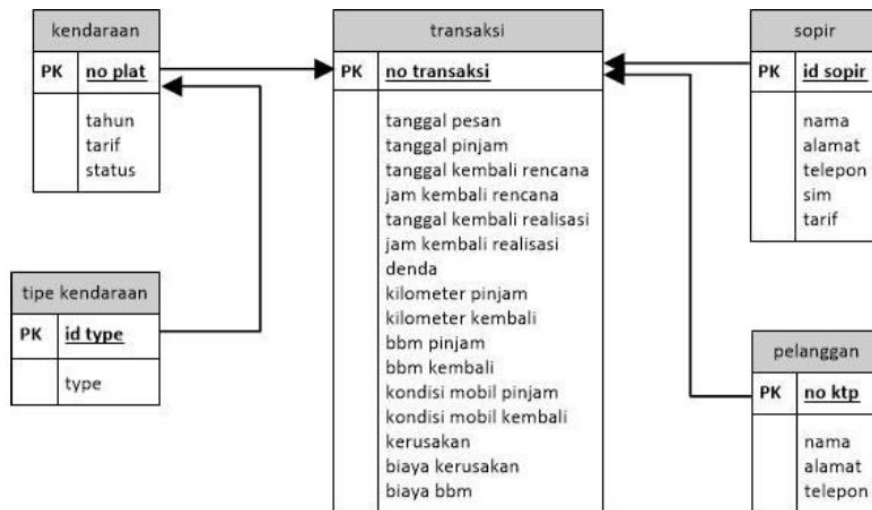 kendaraan
PK no plat
tahun
tarif
status
tipe kendaraan
PK id type
type
transaksi
PK no transaksi
tanggal pesan
tanggal pinjam
tanggal kembali rencana
jam kembali rencana
tanggal kembali realisasi
jam kembali realisasi
denda
kilometer pinjam
kilometer kembali
bbm pinjam
bbm kembali
kondisi mobil pinjam
kondisi mobil kembali
kerusakan
biaya kerusakan
biaya bbm
sopir
PK id sopir
nama
alamat
telepon
sim
tarif
pelanggan
PK no ktp
nama
alamat
telepon